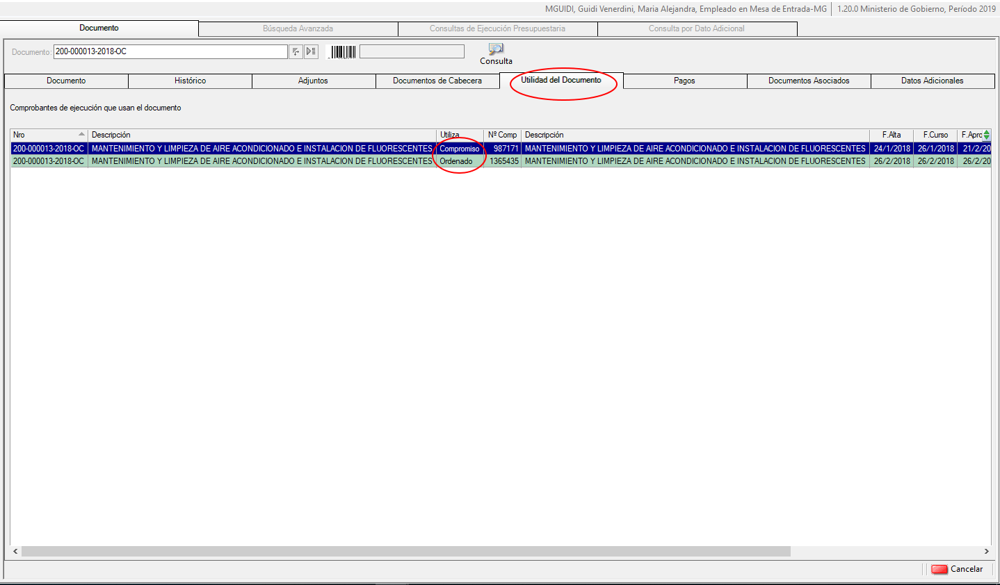 MGUIDI, Guidi Venerdini, Maria Alejandra, Empleado en Mesa de Entrada-MG 1.20.0 Ministerio de Gobierno, Período 2019
Documento Búsqueda Avanzada Consultas de Ejecución Presupuestaria Consulta por Dato Adicional
Documento: 200-000013-2018-OC
Consulta
Documento Histórico Adjuntos Documentos de Cabecera Utilidad del Documento Pagos Documentos Asociados Datos Adicionales
Comprobantes de ejecución que usan el documento
Nro Descripción Utiliza Nº Comp Descripción F.Alta F.Curso F.Apro
200-000013-2018-OC MANTENIMIENTO Y LIMPIEZA DE AIRE ACONDICIONADO E INSTALACION DE FLUORESCENTES Compromiso 987171 MANTENIMIENTO Y LIMPIEZA DE AIRE ACONDICIONADO E INSTALACION DE FLUORESCENTES 24/1/2018 26/1/2018 21/2/20
200-000013-2018-OC MANTENIMIENTO Y LIMPIEZA DE AIRE ACONDICIONADO E INSTALACION DE FLUORESCENTES Ordenado 1365435 MANTENIMIENTO Y LIMPIEZA DE AIRE ACONDICIONADO E INSTALACION DE FLUORESCENTES 26/2/2018 26/2/2018 26/2/20
Cancelar